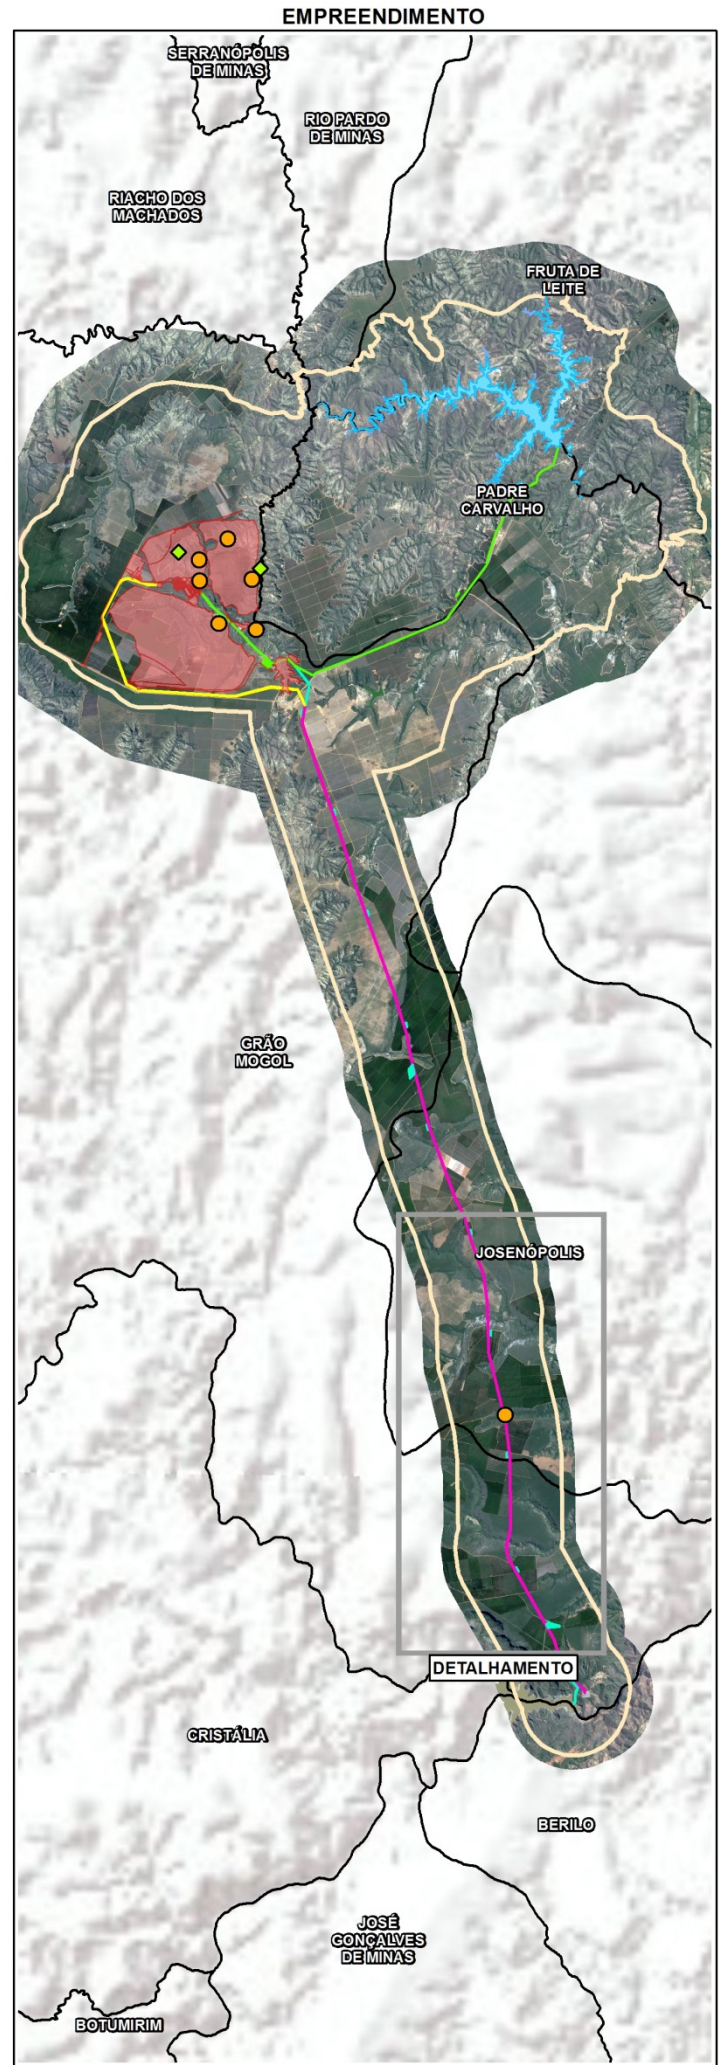 EMPREENDIMENTO
SERRANÓPOLIS
DE MINAS
RIO PARDO
DE MINAS
RIACHO DOS
MACHADOS
FRUTA DE
LEITE
PADRE
CARVALHO
GRÃO
MOGOL
JOSENÓPOLIS
DETALHAMENTO
CRISTÁLIA
BERILO
JOSÉ
GONÇALVES
DE MINAS
BOTUMIRIM